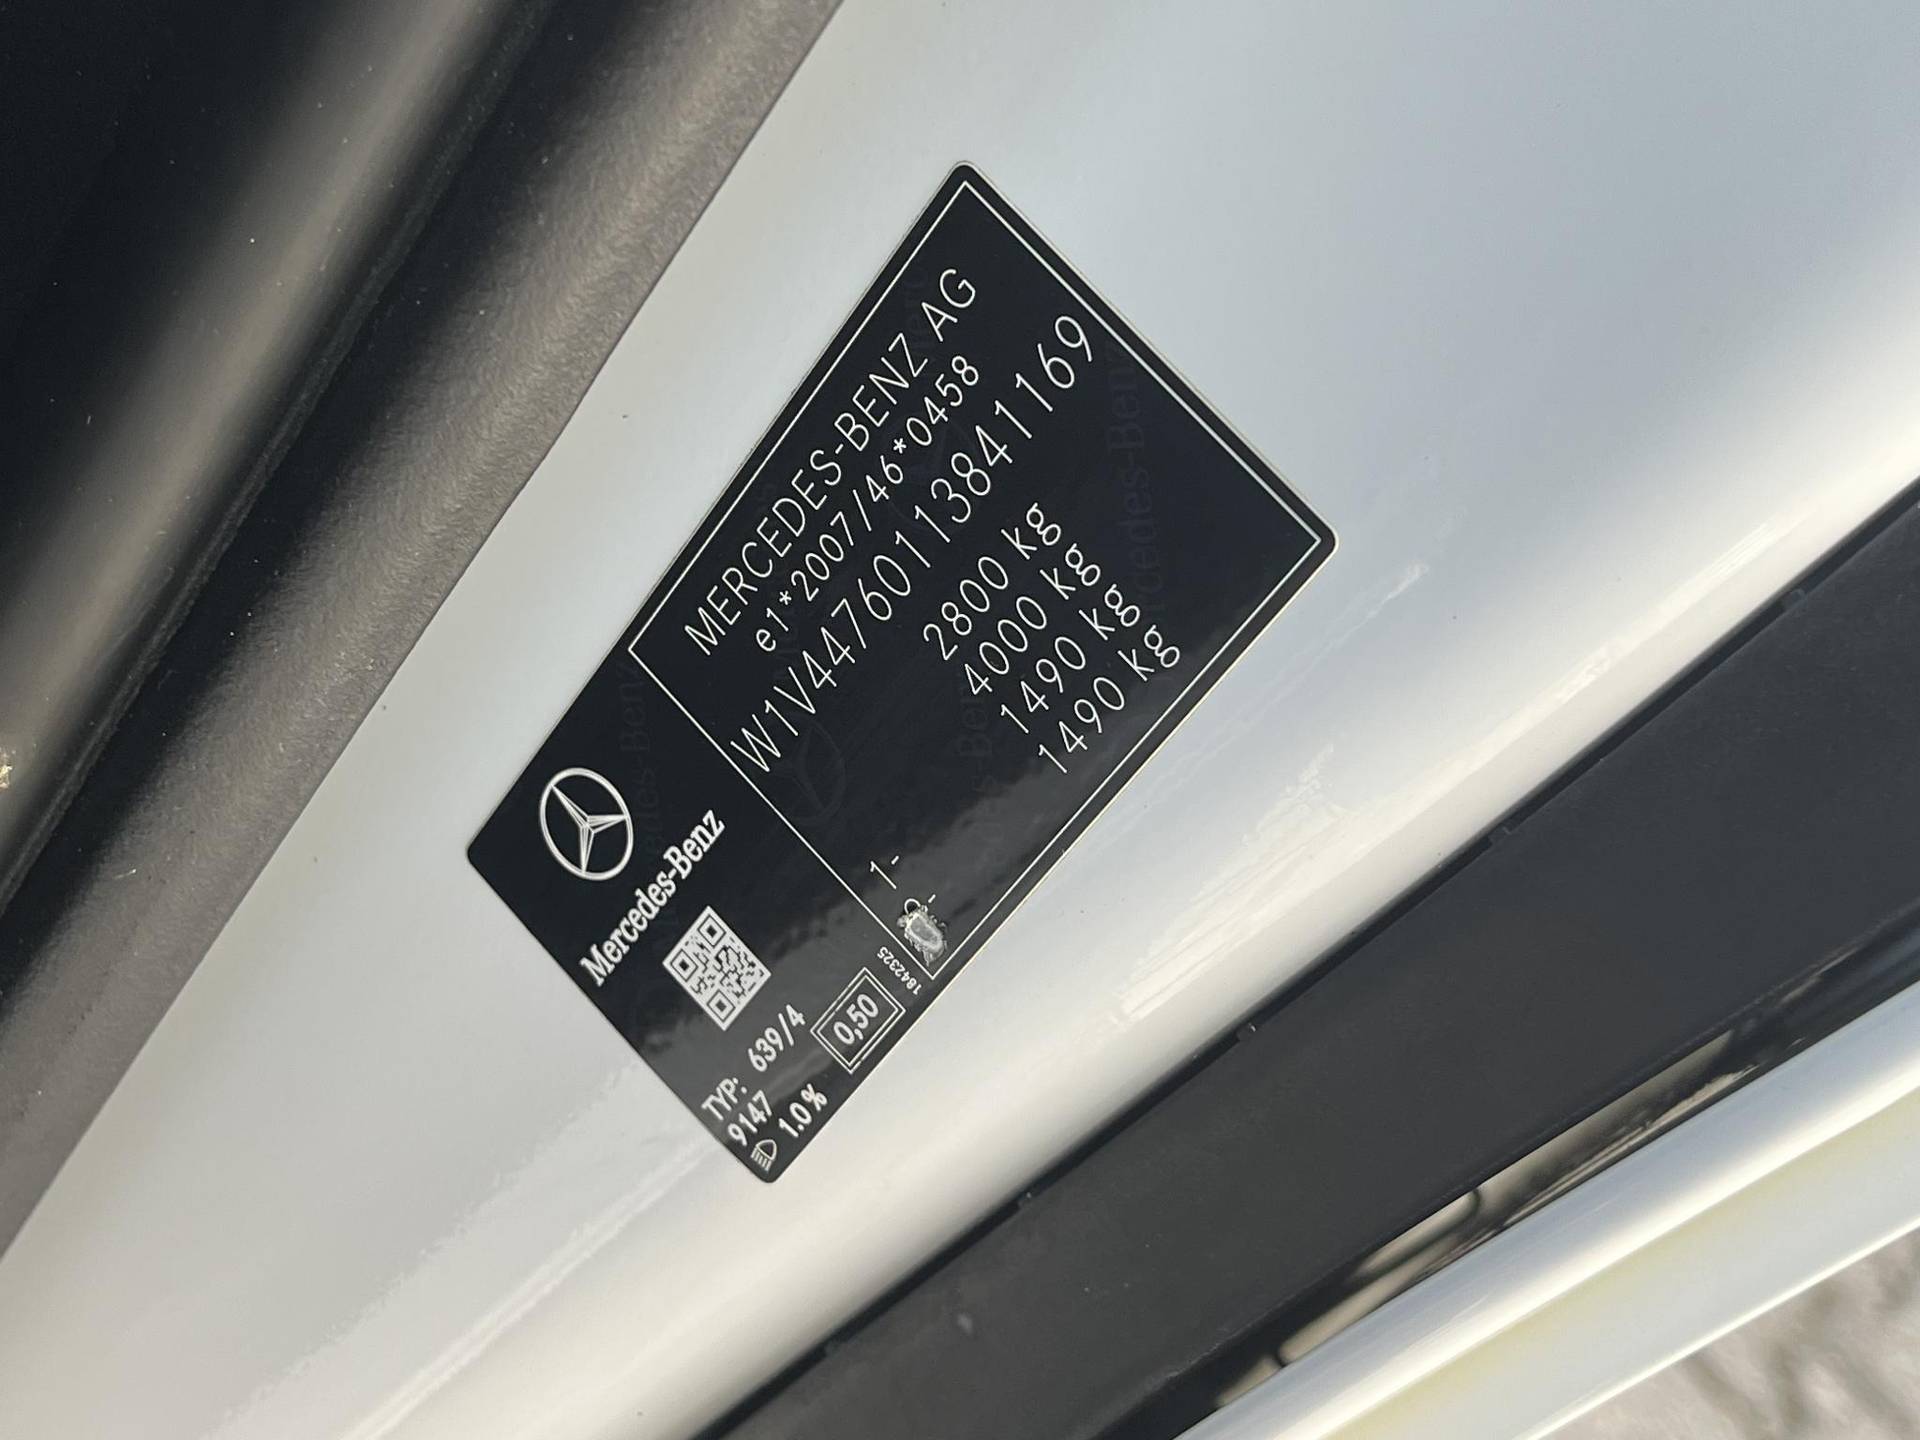 MERCEDES-BENZ AG
e1*2007/46*0458
W1V44760113841169
2800 kg
4000 kg
1490 kg
1490 kg
1-
Mercedes-Benz
TYP: 639/4
9147
1.0%
0,50
1842325